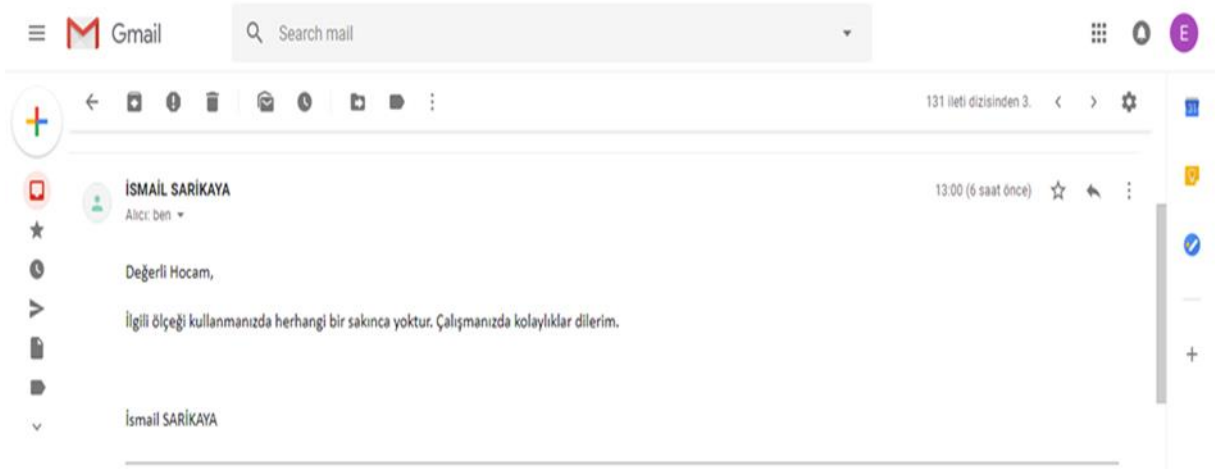 Gmail
Search mail
E
131 ileti dizisinden 3.
31
İSMAİL SARIKAYA
13:00 (6 saat önce)
Alıcı: ben
Değerli Hocam,
İlgili ölçeği kullanmanızda herhangi bir sakınca yoktur. Çalışmanızda kolaylıklar dilerim.
İsmail SARIKAYA